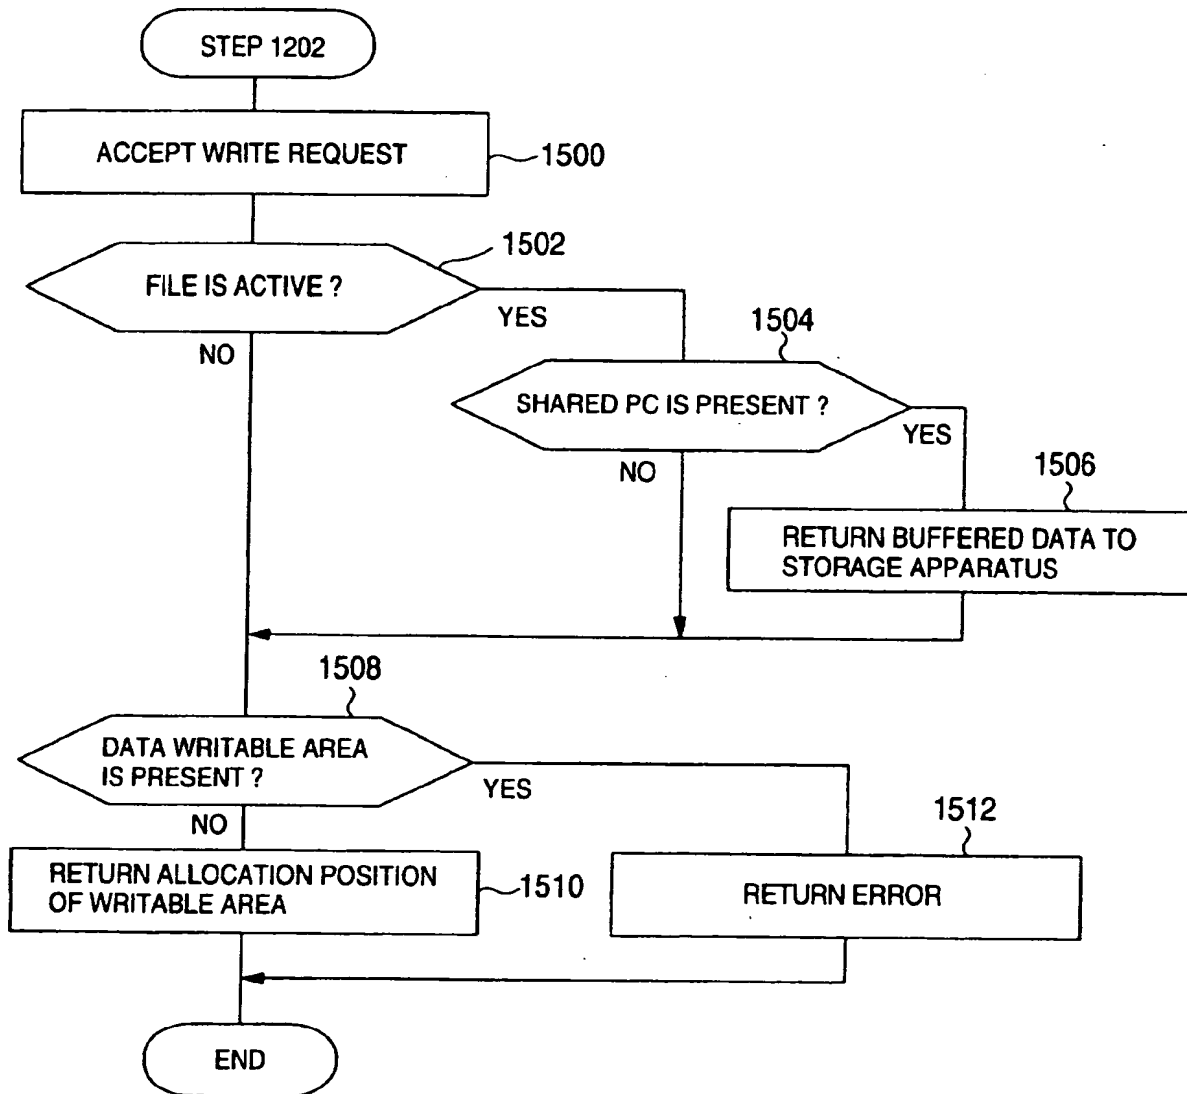 STEP 1202
ACCEPT WRITE REQUEST
1500
1502
FILE IS ACTIVE ?
YES
NO
1504
SHARED PC IS PRESENT ?
YES
NO
1506
RETURN BUFFERED DATA TO
STORAGE APPARATUS
1508
DATA WRITABLE AREA
IS PRESENT ?
YES
NO
1512
RETURN ALLOCATION POSITION
OF WRITABLE AREA
1510
RETURN ERROR
END